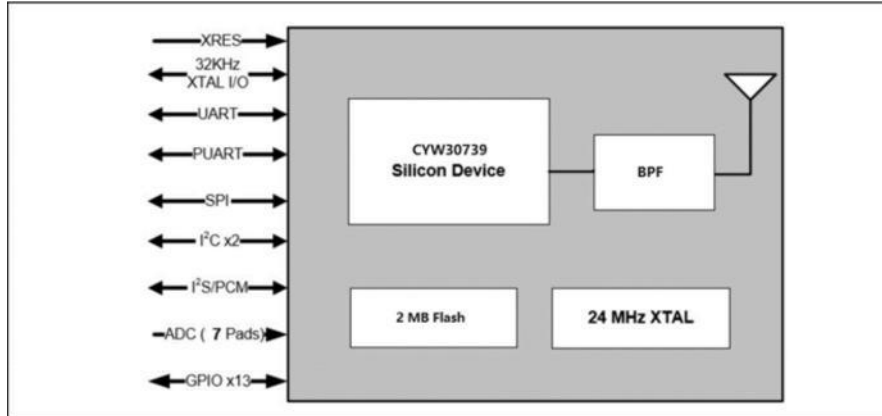 XRES
32KHz
XTAL I/O
UART
PUART
SPI
I²C x2
I²S/PCM
ADC ( 7 Pads)
GPIO x13
CYW30739
Silicon Device
BPF
2 MB Flash
24 MHz XTAL